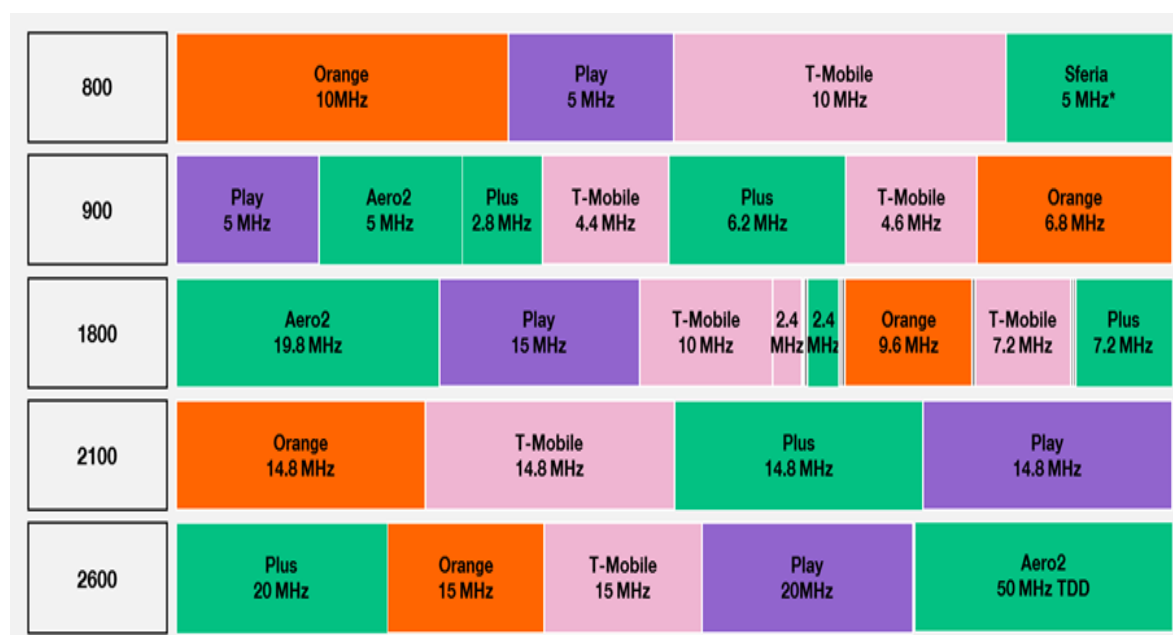 800
Orange
10MHz
Play
5 MHz
T-Mobile
10 MHz
Sferia
5 MHz*
900
Play
5 MHz
Aero2
5 MHz
Plus
2.8 MHz
T-Mobile
4.4 MHz
Plus
6.2 MHz
T-Mobile
4.6 MHz
Orange
6.8 MHz
1800
Aero2
19.8 MHz
Play
15 MHz
T-Mobile
10 MHz
2.4
MHz
2.4
MHz
Orange
9.6 MHz
T-Mobile
7.2 MHz
Plus
7.2 MHz
2100
Orange
14.8 MHz
T-Mobile
14.8 MHz
Plus
14.8 MHz
Play
14.8 MHz
2600
Plus
20 MHz
Orange
15 MHz
T-Mobile
15 MHz
Play
20MHz
Aero2
50 MHz TDD